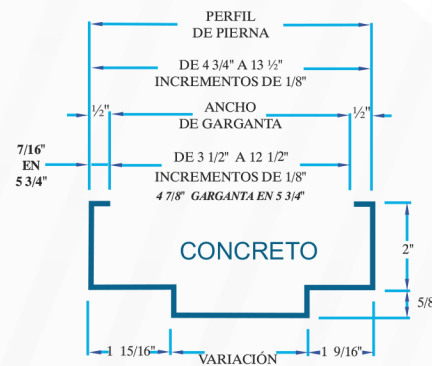 PERFIL
DE PIERNA
DE 4 3/4" A 13 ½"
INCREMENTOS DE 1/8"
½"
ANCHO
DE GARGANTA
½"
7/16"
EN
5 3/4"
DE 3 1/2" A 12 1/2"
INCREMENTOS DE 1/8"
4 7/8" GARGANTA EN 5 3/4"
CONCRETO
2"
5/8
1 15/16"
VARIACIÓN
1 9/16"